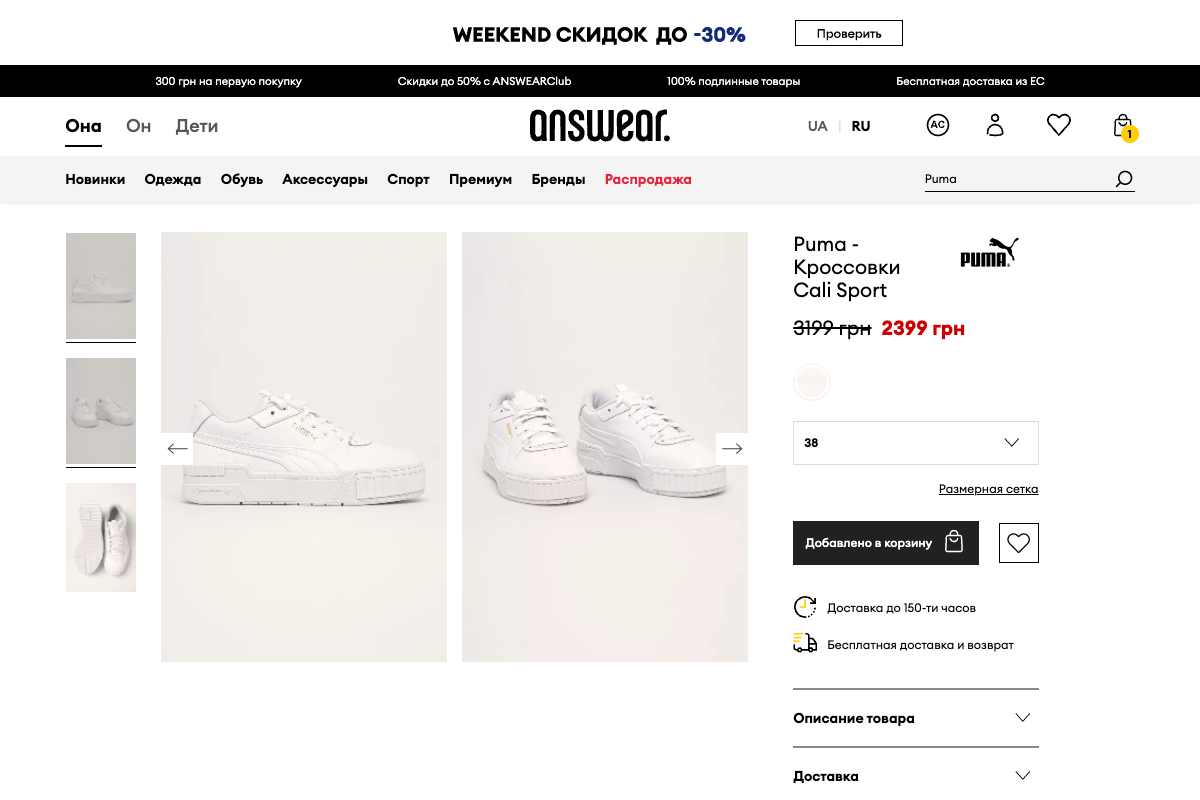 WEEKEND СКИДОК ДО -30%
Проверить
300 грн на первую покупку
Скидки до 50% с ANSWEARClub
100% подлинные товары
Бесплатная доставка из ЕС
Она
Он
Дети
answear.
UA | RU
AC
1
Новинки
Одежда
Обувь
Аксессуары
Спорт
Премиум
Бренды
Распродажа
Puma
Puma -
Кроссовки
Cali Sport
PUMA
3199 грн 2399 грн
38
Размерная сетка
Добавлено в корзину
Доставка до 150-ти часов
Бесплатная доставка и возврат
Описание товара
Доставка